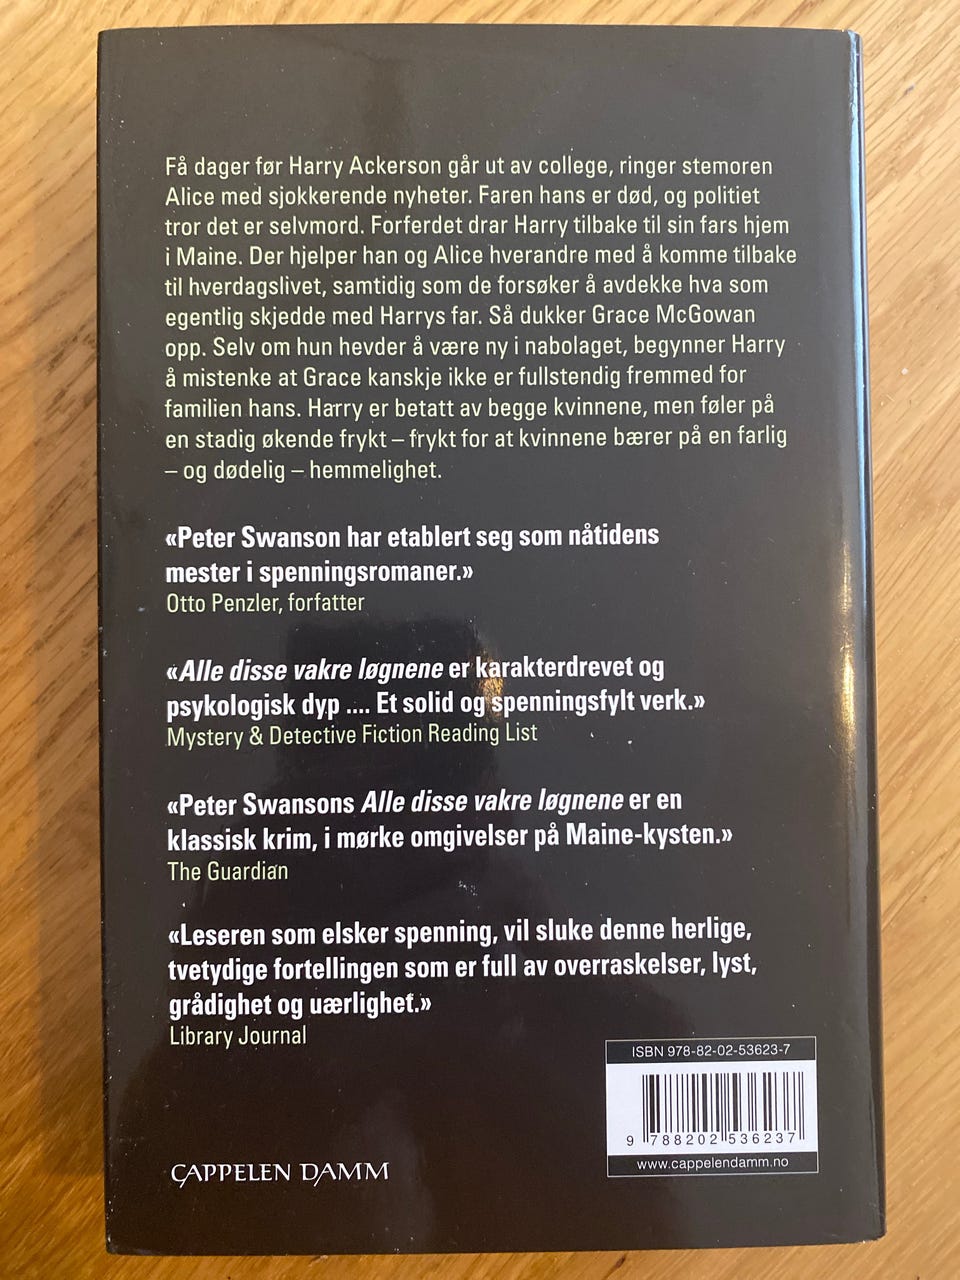 Få dager før Harry Ackerson går ut av college, ringer stemoren
Alice med sjokkerende nyheter. Faren hans er død, og politiet
tror det er selvmord. Forferdet drar Harry tilbake til sin fars hjem
i Maine. Der hjelper han og Alice hverandre med å komme tilbake
til hverdagslivet, samtidig som de forsøker å avdekke hva som
egentlig skjedde med Harrys far. Så dukker Grace McGowan
opp. Selv om hun hevder å være ny i nabolaget, begynner Harry
å mistenke at Grace kanskje ikke er fullstendig fremmed for
familien hans. Harry er betatt av begge kvinnene, men føler på
en stadig økende frykt – frykt for at kvinnene bærer på en farlig
– og dødelig – hemmelighet.
«Peter Swanson har etablert seg som nåtidens
mester i spenningsromaner.»
Otto Penzler, forfatter
«Alle disse vakre løgnene er karakterdrevet og
psykologisk dyp .... Et solid og spenningsfylt verk.»
Mystery & Detective Fiction Reading List
«Peter Swansons Alle disse vakre løgnene er en
klassisk krim, i mørke omgivelser på Maine-kysten.»
The Guardian
«Leseren som elsker spenning, vil sluke denne herlige,
tvetydige fortellingen som er full av overraskelser, lyst,
grådighet og uærlighet.»
Library Journal
ISBN 978-82-02-53623-7
9 788202 536237
www.cappelendamm.no
CAPPELEN DAMM